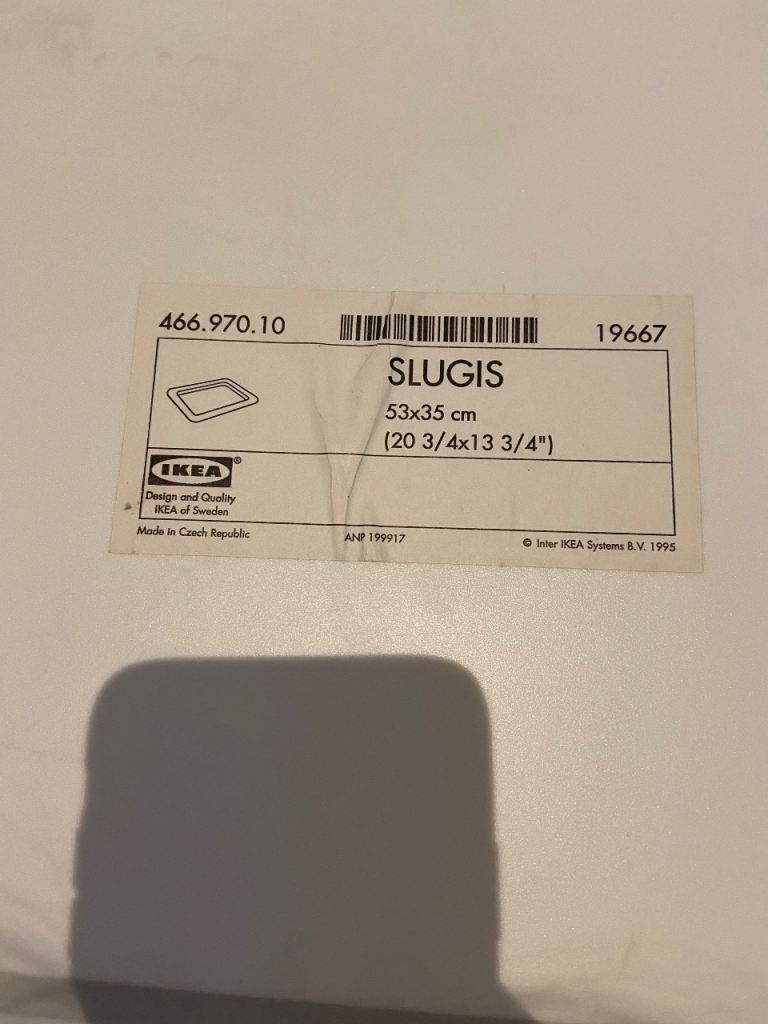 466.970.10
19667
SLUGIS
53x35 cm
(20 3/4x13 3/4")
IKEA®
Design and Quality
IKEA of Sweden
Made in Czech Republic
ANP 199917
© Inter IKEA Systems B.V. 1995